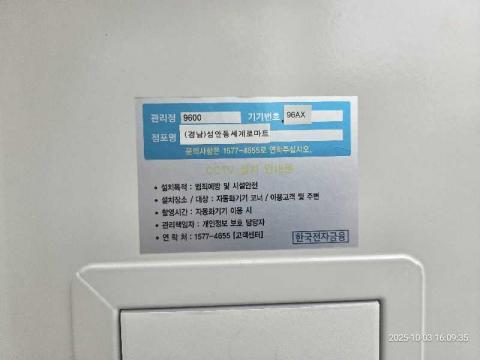 관리점 9600 기기번호 96AX
점포명 (경남)성안동세계로마트
문의사항은 1577-4655로 연락주십시오.
CCTV 설치 안내문
• 설치목적 : 범죄예방 및 시설안전
• 설치장소 / 대상 : 자동화기기 코너 / 이용고객 및 주변
• 촬영시간 : 자동화기기 이용 시
• 관리책임자 : 개인정보 보호 담당자
• 연 락 처 : 1577-4655 [고객센터]
한국전자금융
2025-10-03 16:09:35